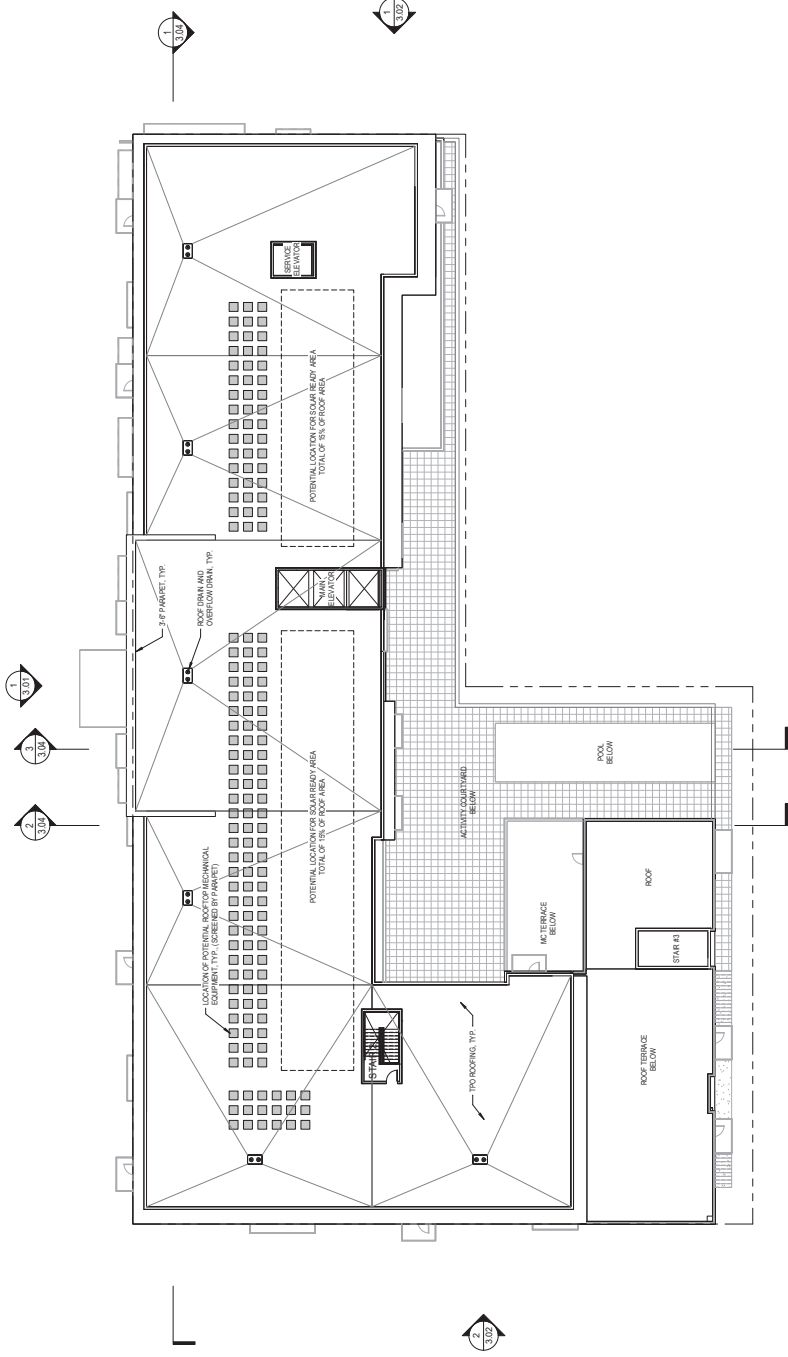 1
3.04
1
3.02
SERVICE
ELEVATOR
POTENTIAL LOCATION FOR SOLAR READY AREA
TOTAL OF 15% OF ROOF AREA
3'-6" PARAPET, TYP.
ROOF DRAIN AND
OVERFLOW DRAIN, TYP.
MAIN
ELEVATOR
1
3.01
3
3.04
2
3.04
POTENTIAL LOCATION FOR SOLAR READY AREA
TOTAL OF 15% OF ROOF AREA
LOCATION OF POTENTIAL ROOFTOP MECHANICAL
EQUIPMENT, TYP., (SCREENED BY PARAPET)
ACTIVITY COURTYARD
BELOW
POOL
BELOW
MC TERRACE
BELOW
ROOF
STAIR #3
STAIR
TPO ROOFING, TYP.
ROOF TERRACE
BELOW
2
3.02